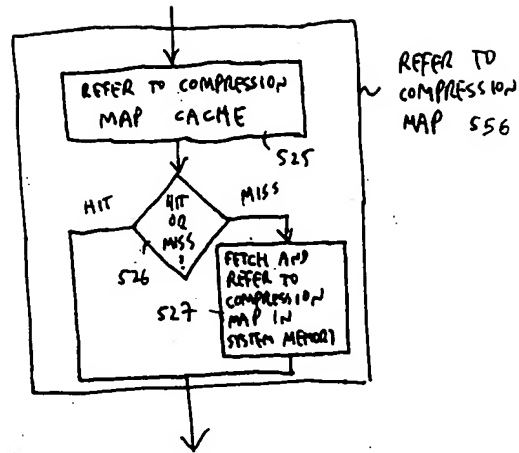 REFER TO COMPRESSION
MAP CACHE
525
HIT
MISS
HIT
OR
MISS
?
526
FETCH AND
REFER TO
COMPRESSION
MAP IN
SYSTEM MEMORY
527
REFER TO
COMPRESSION
MAP 556